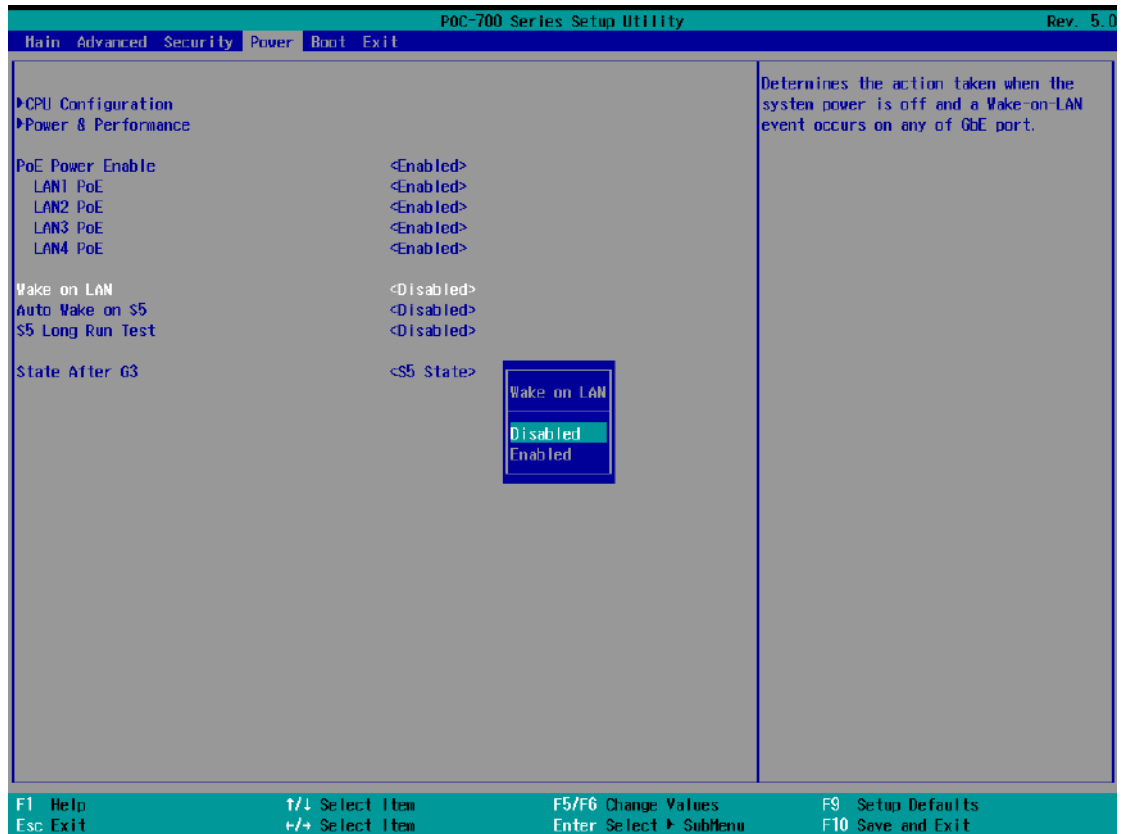 POC-700 Series Setup Utility Rev. 5.0
Main Advanced Security Power Boot Exit
▶CPU Configuration
▶Power & Performance
PoE Power Enable <Enabled>
LAN1 PoE <Enabled>
LAN2 PoE <Enabled>
LAN3 PoE <Enabled>
LAN4 PoE <Enabled>
Wake on LAN <Disabled>
Auto Wake on S5 <Disabled>
S5 Long Run Test <Disabled>
State After G3 <S5 State>
Wake on LAN
Disabled
Enabled
Determines the action taken when the
system power is off and a Wake-on-LAN
event occurs on any of GbE port.
F1 Help ↑/↓ Select Item F5/F6 Change Values F9 Setup Defaults
Esc Exit ←/→ Select Item Enter Select ▶ SubMenu F10 Save and Exit